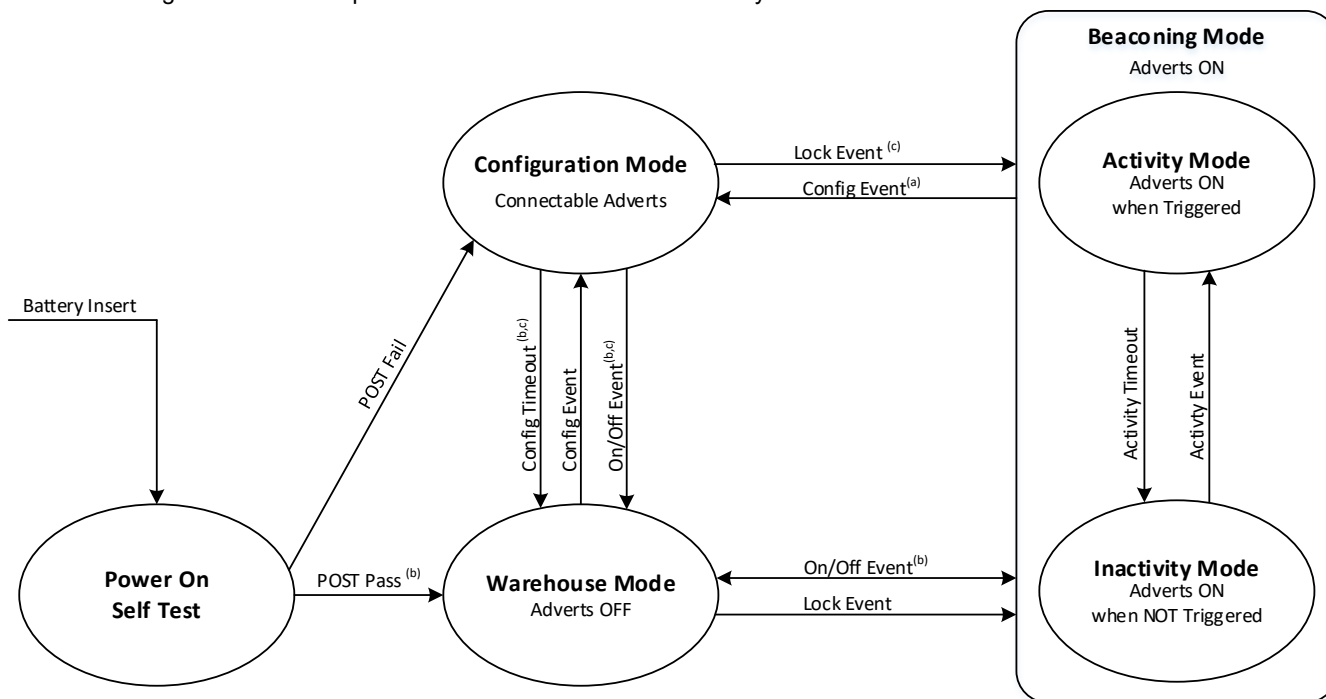 Beaconing Mode
Adverts ON
Configuration Mode
Connectable Adverts
Lock Event (c)
Config Event(a)
Activity Mode
Adverts ON
when Triggered
Battery Insert
POST Fail
Config Timeout(b,c)
Config Event
On/Off Event(b,c)
Activity Timeout
Activty Event
Power On
Self Test
POST Pass (b)
Warehouse Mode
Adverts OFF
On/Off Event(b)
Lock Event
Inactivity Mode
Adverts ON
when NOT Triggered